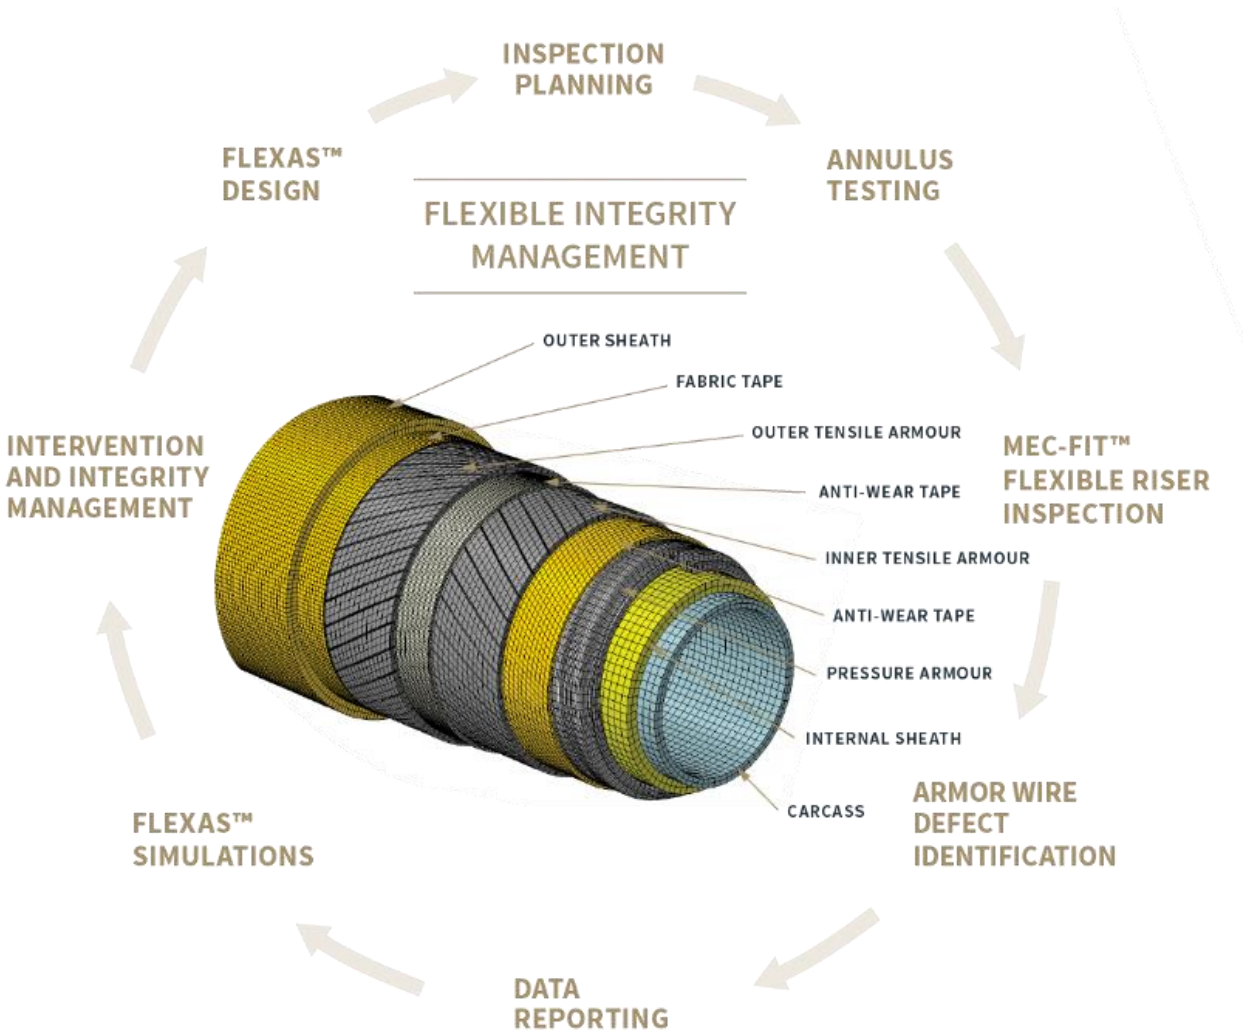 INSPECTION
PLANNING
FLEXAS™
DESIGN
ANNULUS
TESTING
FLEXIBLE INTEGRITY
MANAGEMENT
OUTER SHEATH
FABRIC TAPE
OUTER TENSILE ARMOUR
ANTI-WEAR TAPE
INNER TENSILE ARMOUR
ANTI-WEAR TAPE
PRESSURE ARMOUR
INTERNAL SHEATH
CARCASS
MEC-FIT™
FLEXIBLE RISER
INSPECTION
ARMOR WIRE
DEFECT
IDENTIFICATION
DATA
REPORTING
FLEXAS™
SIMULATIONS
INTERVENTION
AND INTEGRITY
MANAGEMENT